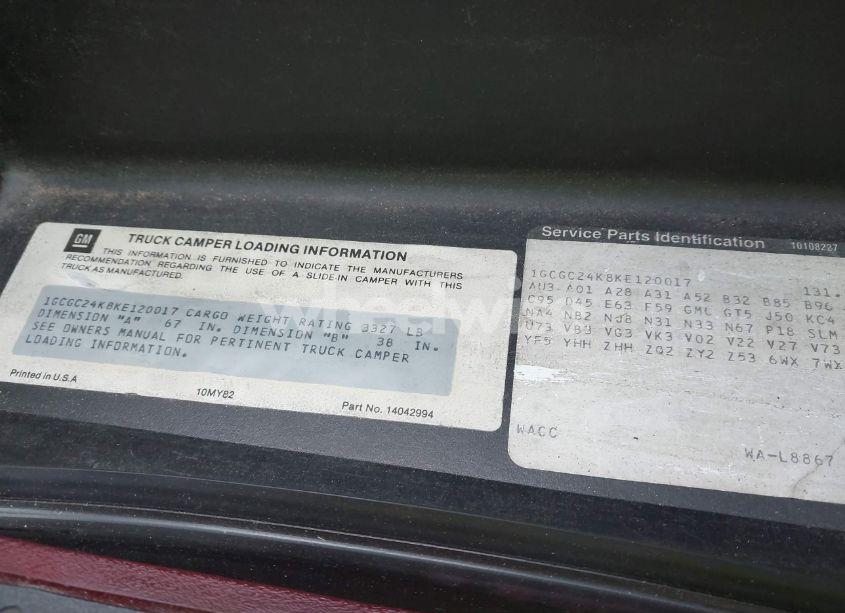 GM
TRUCK CAMPER LOADING INFORMATION
THIS INFORMATION IS FURNISHED TO INDICATE THE MANUFACTURERS
RECOMMENDATION REGARDING THE USE OF A SLIDE-IN CAMPER WITH THIS
TRUCK AS MANUFACTURED.
1GCGC24K8KE120017 CARGO WEIGHT RATING 3327 LB
DIMENSION "A" 67 IN. DIMENSION "B" 38 IN.
SEE OWNERS MANUAL FOR PERTINENT TRUCK CAMPER
LOADING INFORMATION.
Printed in U.S.A
10MY82
Part No. 14042994
Service Parts Identification 10108227
1GCGC24K8KE120017 131.
AU3 A01 A28 A31 A52 B32 B85 B96
C95 D45 E63 F59 GMC GT5 J50 KC4
NA4 NB2 NJ8 N31 N33 N67 P18 SLM
U73 VB3 VG3 VK3 V02 V22 V27 V73
YF5 YHH ZHH ZQ2 ZY2 Z53 6WX 7WX
WACC
WA-L8867